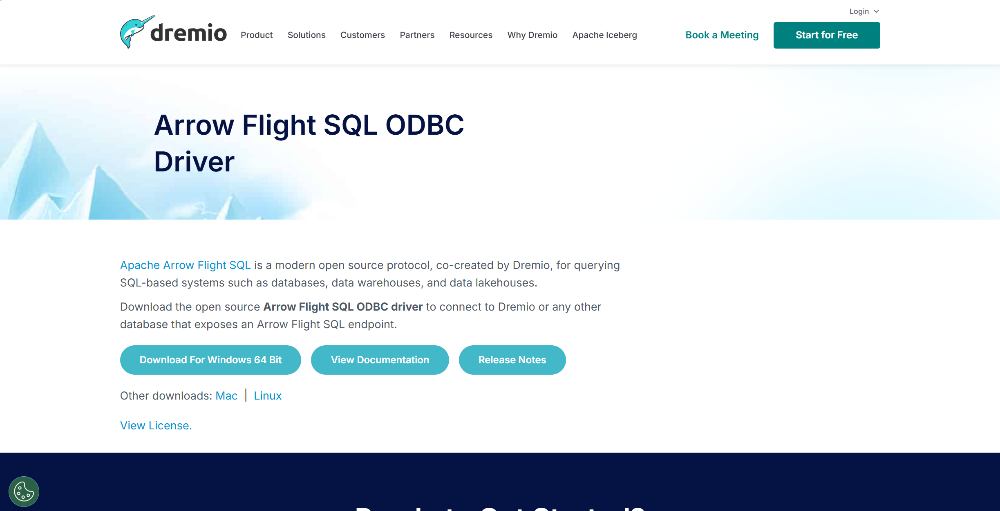 Login
dremio
Product Solutions Customers Partners Resources Why Dremio Apache Iceberg Book a Meeting Start for Free
Arrow Flight SQL ODBC
Driver
Apache Arrow Flight SQL is a modern open source protocol, co-created by Dremio, for querying
SQL-based systems such as databases, data warehouses, and data lakehouses.
Download the open source Arrow Flight SQL ODBC driver to connect to Dremio or any other
database that exposes an Arrow Flight SQL endpoint.
Download For Windows 64 Bit View Documentation Release Notes
Other downloads: Mac | Linux
View License.